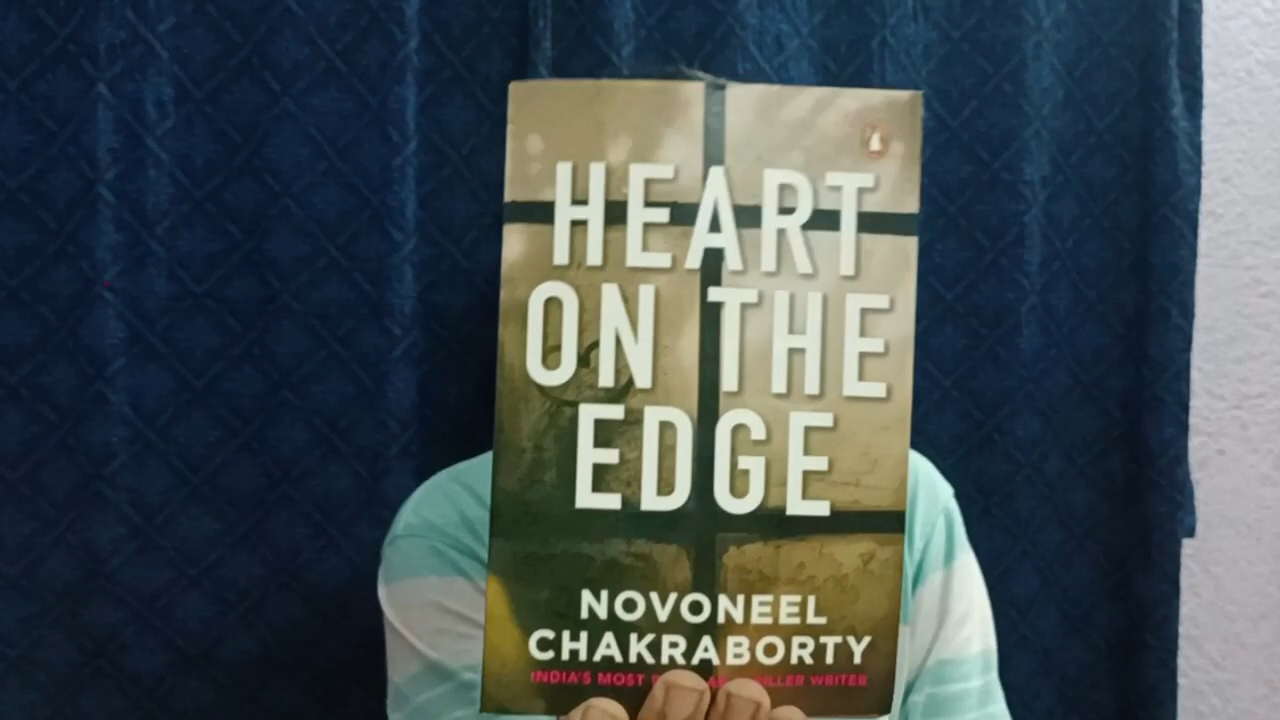 HEART
ON THE
EDGE
NOVONEEL
CHAKRABORTY
INDIA'S MOST WRITER